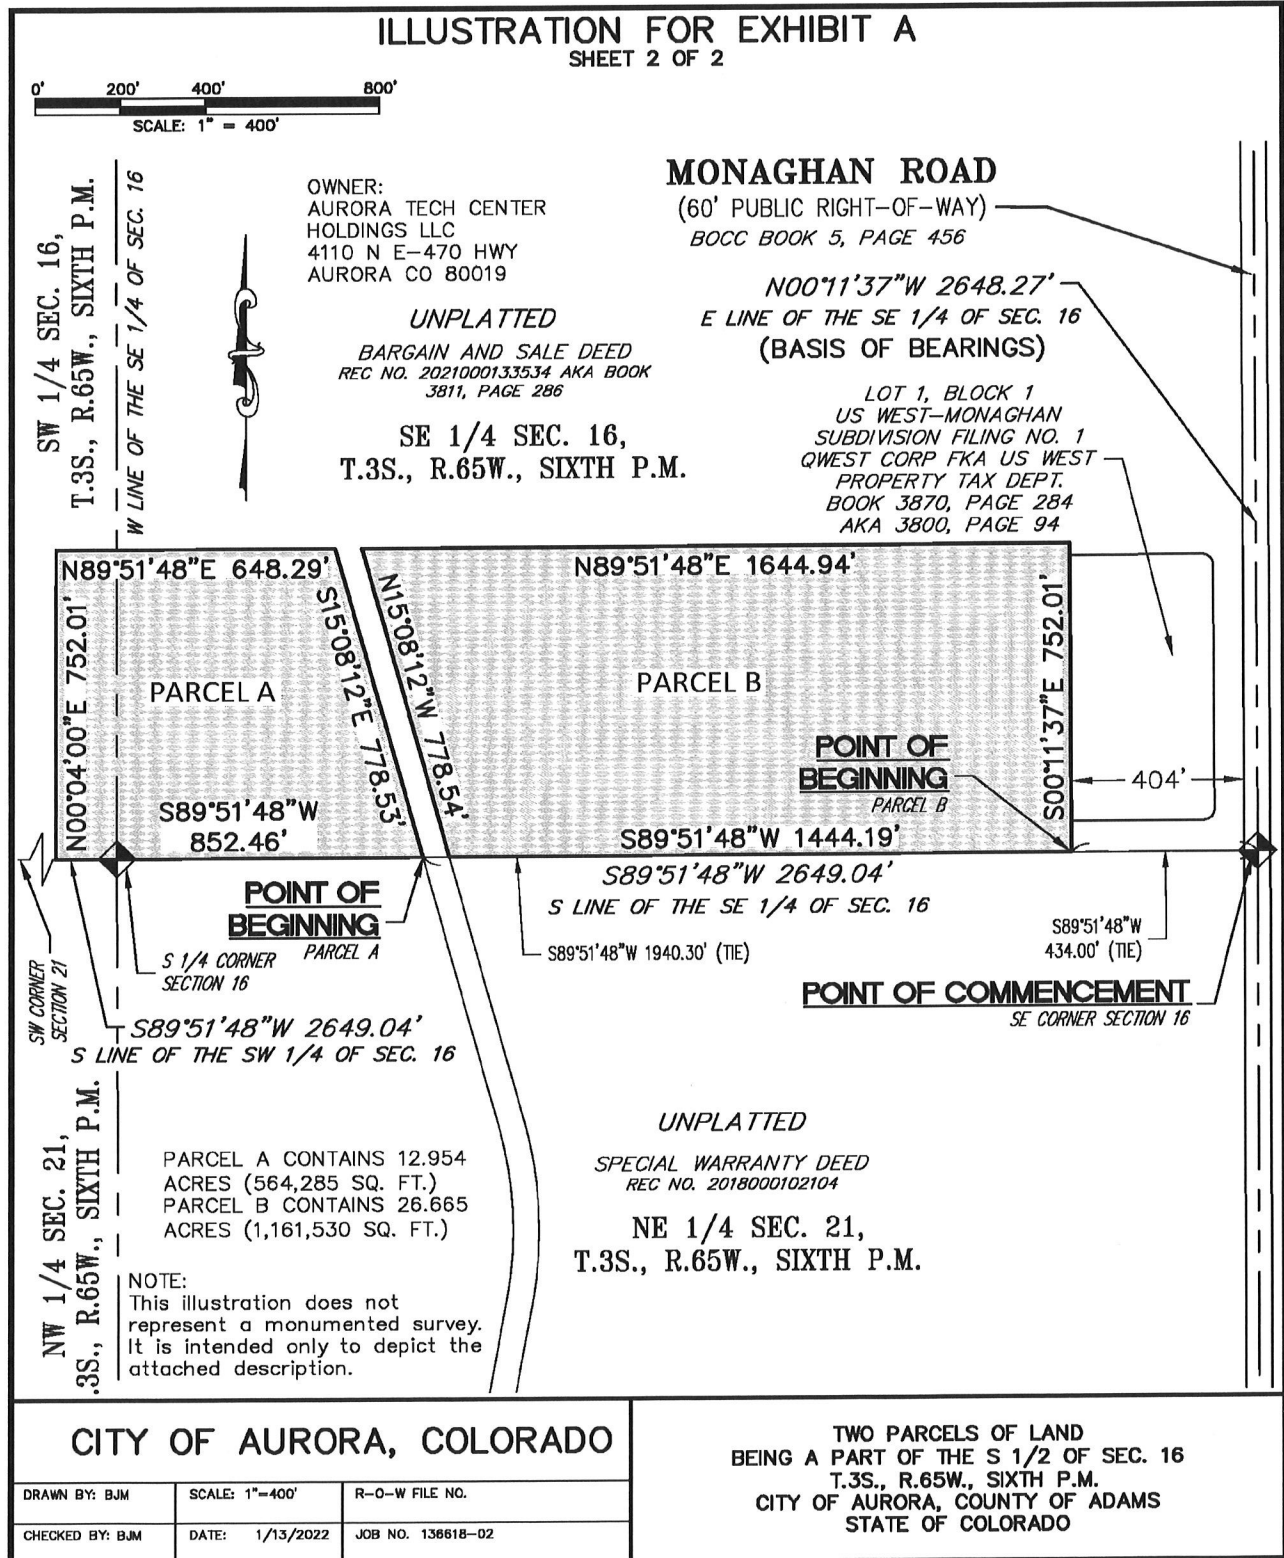 ILLUSTRATION FOR EXHIBIT A
SHEET 2 OF 2
0' 200' 400' 800'
SCALE: 1" = 400'
SW 1/4 SEC. 16,
T.3S., R.65W., SIXTH P.M.
W LINE OF THE SE 1/4 OF SEC. 16
OWNER:
AURORA TECH CENTER
HOLDINGS LLC
4110 N E-470 HWY
AURORA CO 80019
UNPLATTED
BARGAIN AND SALE DEED
REC NO. 2021000133534 AKA BOOK
3811, PAGE 286
SE 1/4 SEC. 16,
T.3S., R.65W., SIXTH P.M.
MONAGHAN ROAD
(60' PUBLIC RIGHT-OF-WAY)
BOCC BOOK 5, PAGE 456
N00°11'37"W 2648.27'
E LINE OF THE SE 1/4 OF SEC. 16
(BASIS OF BEARINGS)
LOT 1, BLOCK 1
US WEST-MONAGHAN
SUBDIVISION FILING NO. 1
QWEST CORP FKA US WEST
PROPERTY TAX DEPT.
BOOK 3870, PAGE 284
AKA 3800, PAGE 94
N89°51'48"E 648.29'
N00°04'00"E 752.01'
S15°08'12"E 778.53'
PARCEL A
S89°51'48"W
852.46'
N89°51'48"E 1644.94'
N15°08'12"W 778.54'
PARCEL B
S00°11'37"E 752.01'
POINT OF
BEGINNING
PARCEL B
404'
S89°51'48"W 1444.19'
S89°51'48"W 2649.04'
S LINE OF THE SE 1/4 OF SEC. 16
POINT OF
BEGINNING
PARCEL A
S 1/4 CORNER
SECTION 16
SW CORNER
SECTION 21
S89°51'48"W 1940.30' (TIE)
S89°51'48"W
434.00' (TIE)
POINT OF COMMENCEMENT
SE CORNER SECTION 16
S89°51'48"W 2649.04'
S LINE OF THE SW 1/4 OF SEC. 16
NW 1/4 SEC. 21,
.3S., R.65W., SIXTH P.M.
PARCEL A CONTAINS 12.954
ACRES (564,285 SQ. FT.)
PARCEL B CONTAINS 26.665
ACRES (1,161,530 SQ. FT.)
UNPLATTED
SPECIAL WARRANTY DEED
REC NO. 2018000102104
NE 1/4 SEC. 21,
T.3S., R.65W., SIXTH P.M.
NOTE:
This illustration does not
represent a monumented survey.
It is intended only to depict the
attached description.
CITY OF AURORA, COLORADO
DRAWN BY: BJM SCALE: 1"=400' R-O-W FILE NO.
CHECKED BY: BJM DATE: 1/13/2022 JOB NO. 136618-02
TWO PARCELS OF LAND
BEING A PART OF THE S 1/2 OF SEC. 16
T.3S., R.65W., SIXTH P.M.
CITY OF AURORA, COUNTY OF ADAMS
STATE OF COLORADO